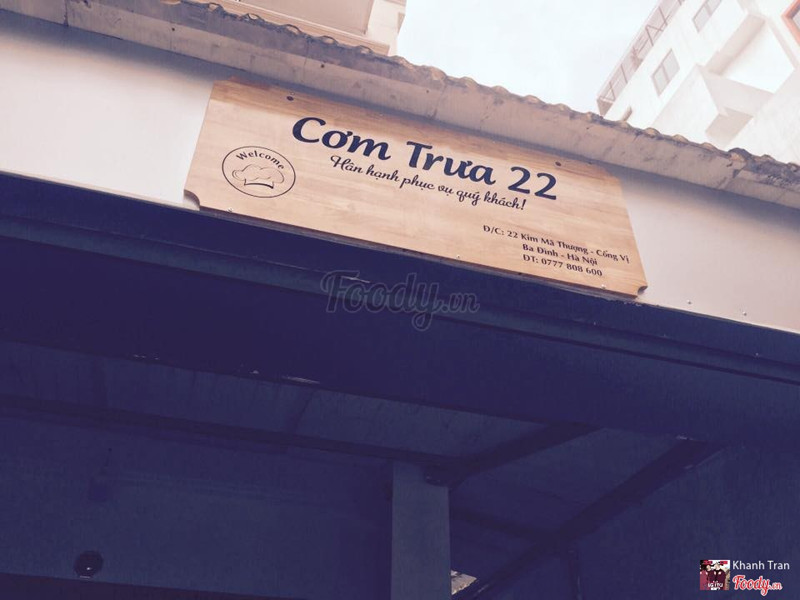 Welcome
Cơm Trưa 22
Hân hạnh phục vụ quý khách!
Đ/C: 22 Kim Mã Thượng - Cống Vị
Ba Đình - Hà Nội
ĐT: 0777 808 600
Foody.vn
Khanh Tran
Foody.vn